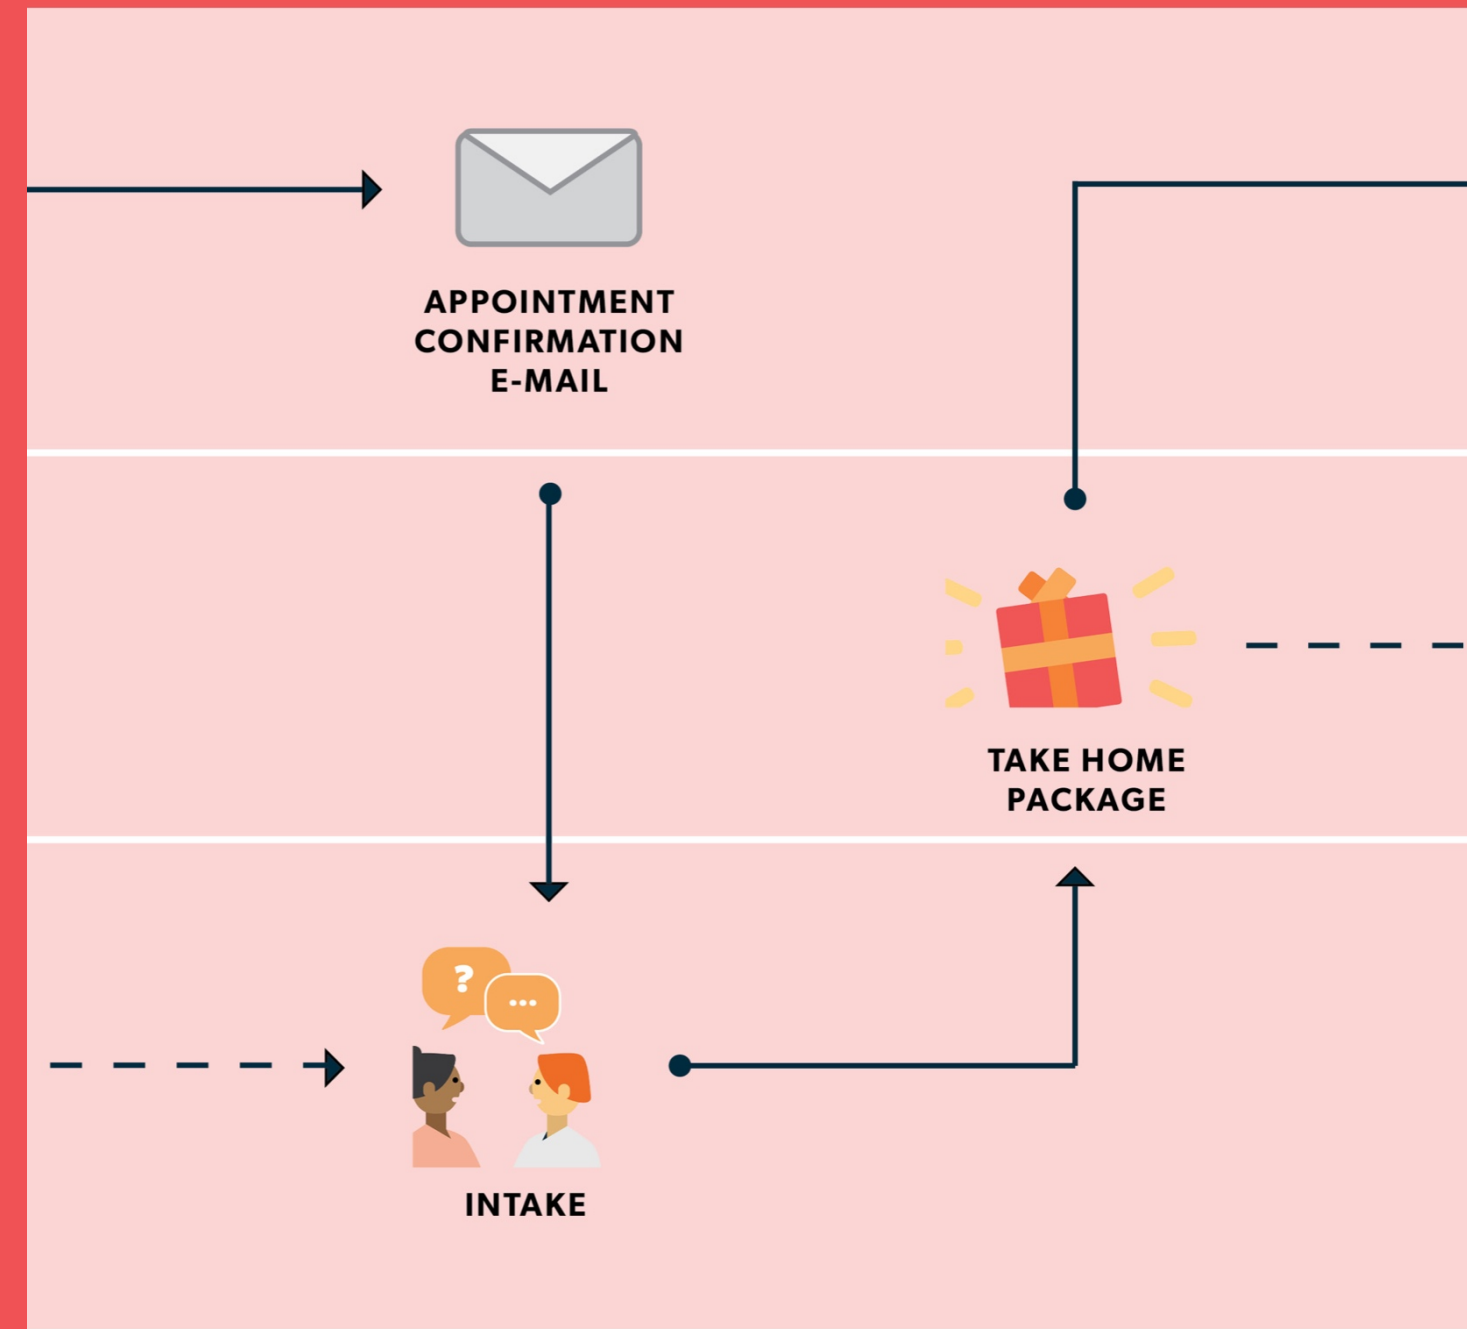 APPOINTMENT
CONFIRMATION
E-MAIL
TAKE HOME
PACKAGE
?
...
INTAKE